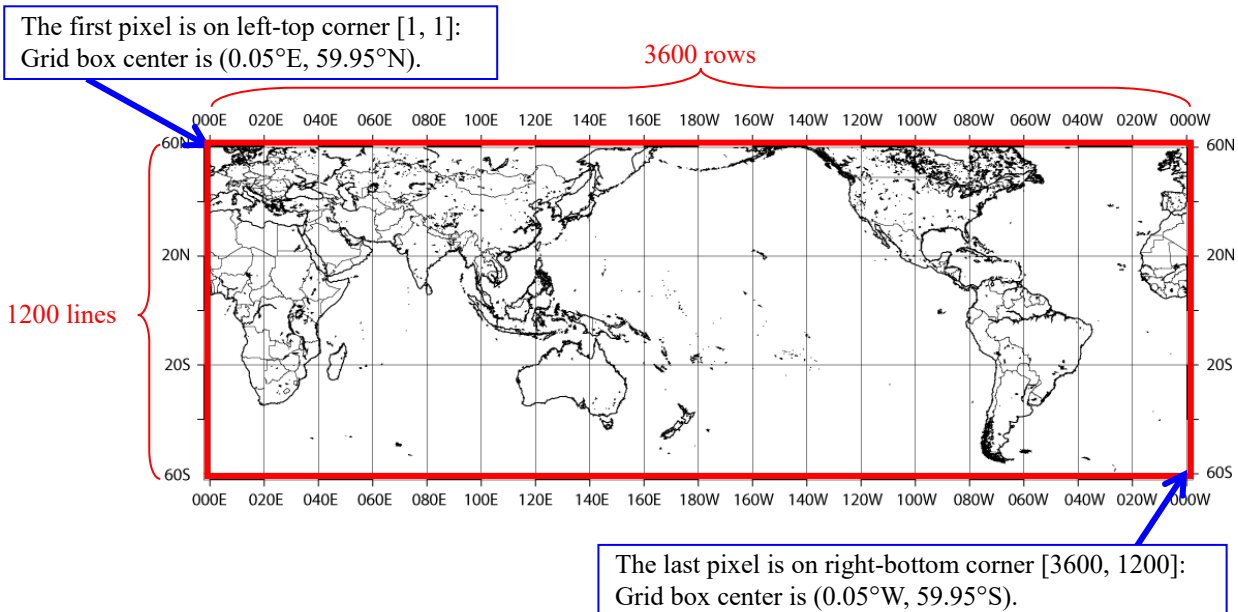 The first pixel is on left-top corner [1, 1]:
Grid box center is (0.05°E, 59.95°N).
3600 rows
000E 020E 040E 060E 080E 100E 120E 140E 160E 180E 160W 140W 120W 100W 080W 060W 040W 020W 000W
60N 60N
20N 20N
1200 lines
20S 20S
60S 60S
000E 020E 040E 060E 080E 100E 120E 140E 160E 180W 160W 140W 120W 100W 080W 060W 040W 020W 000W
The last pixel is on right-bottom corner [3600, 1200]:
Grid box center is (0.05°W, 59.95°S).